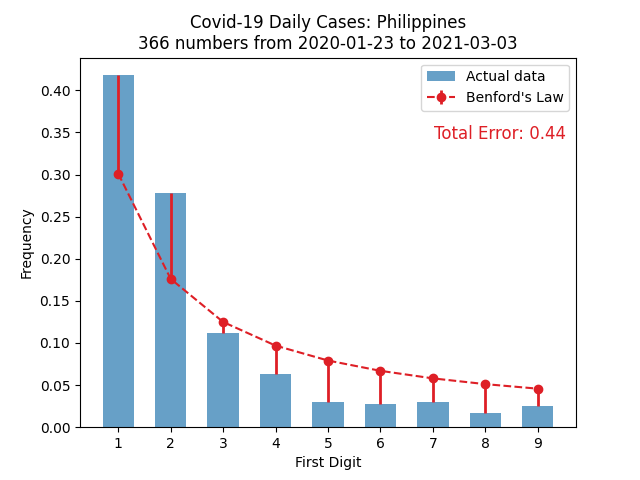 Covid-19 Daily Cases: Philippines
366 numbers from 2020-01-23 to 2021-03-03
Actual data
Benford's Law
Total Error: 0.44
Frequency
0.40
0.35
0.30
0.25
0.20
0.15
0.10
0.05
0.00
1 2 3 4 5 6 7 8 9
First Digit